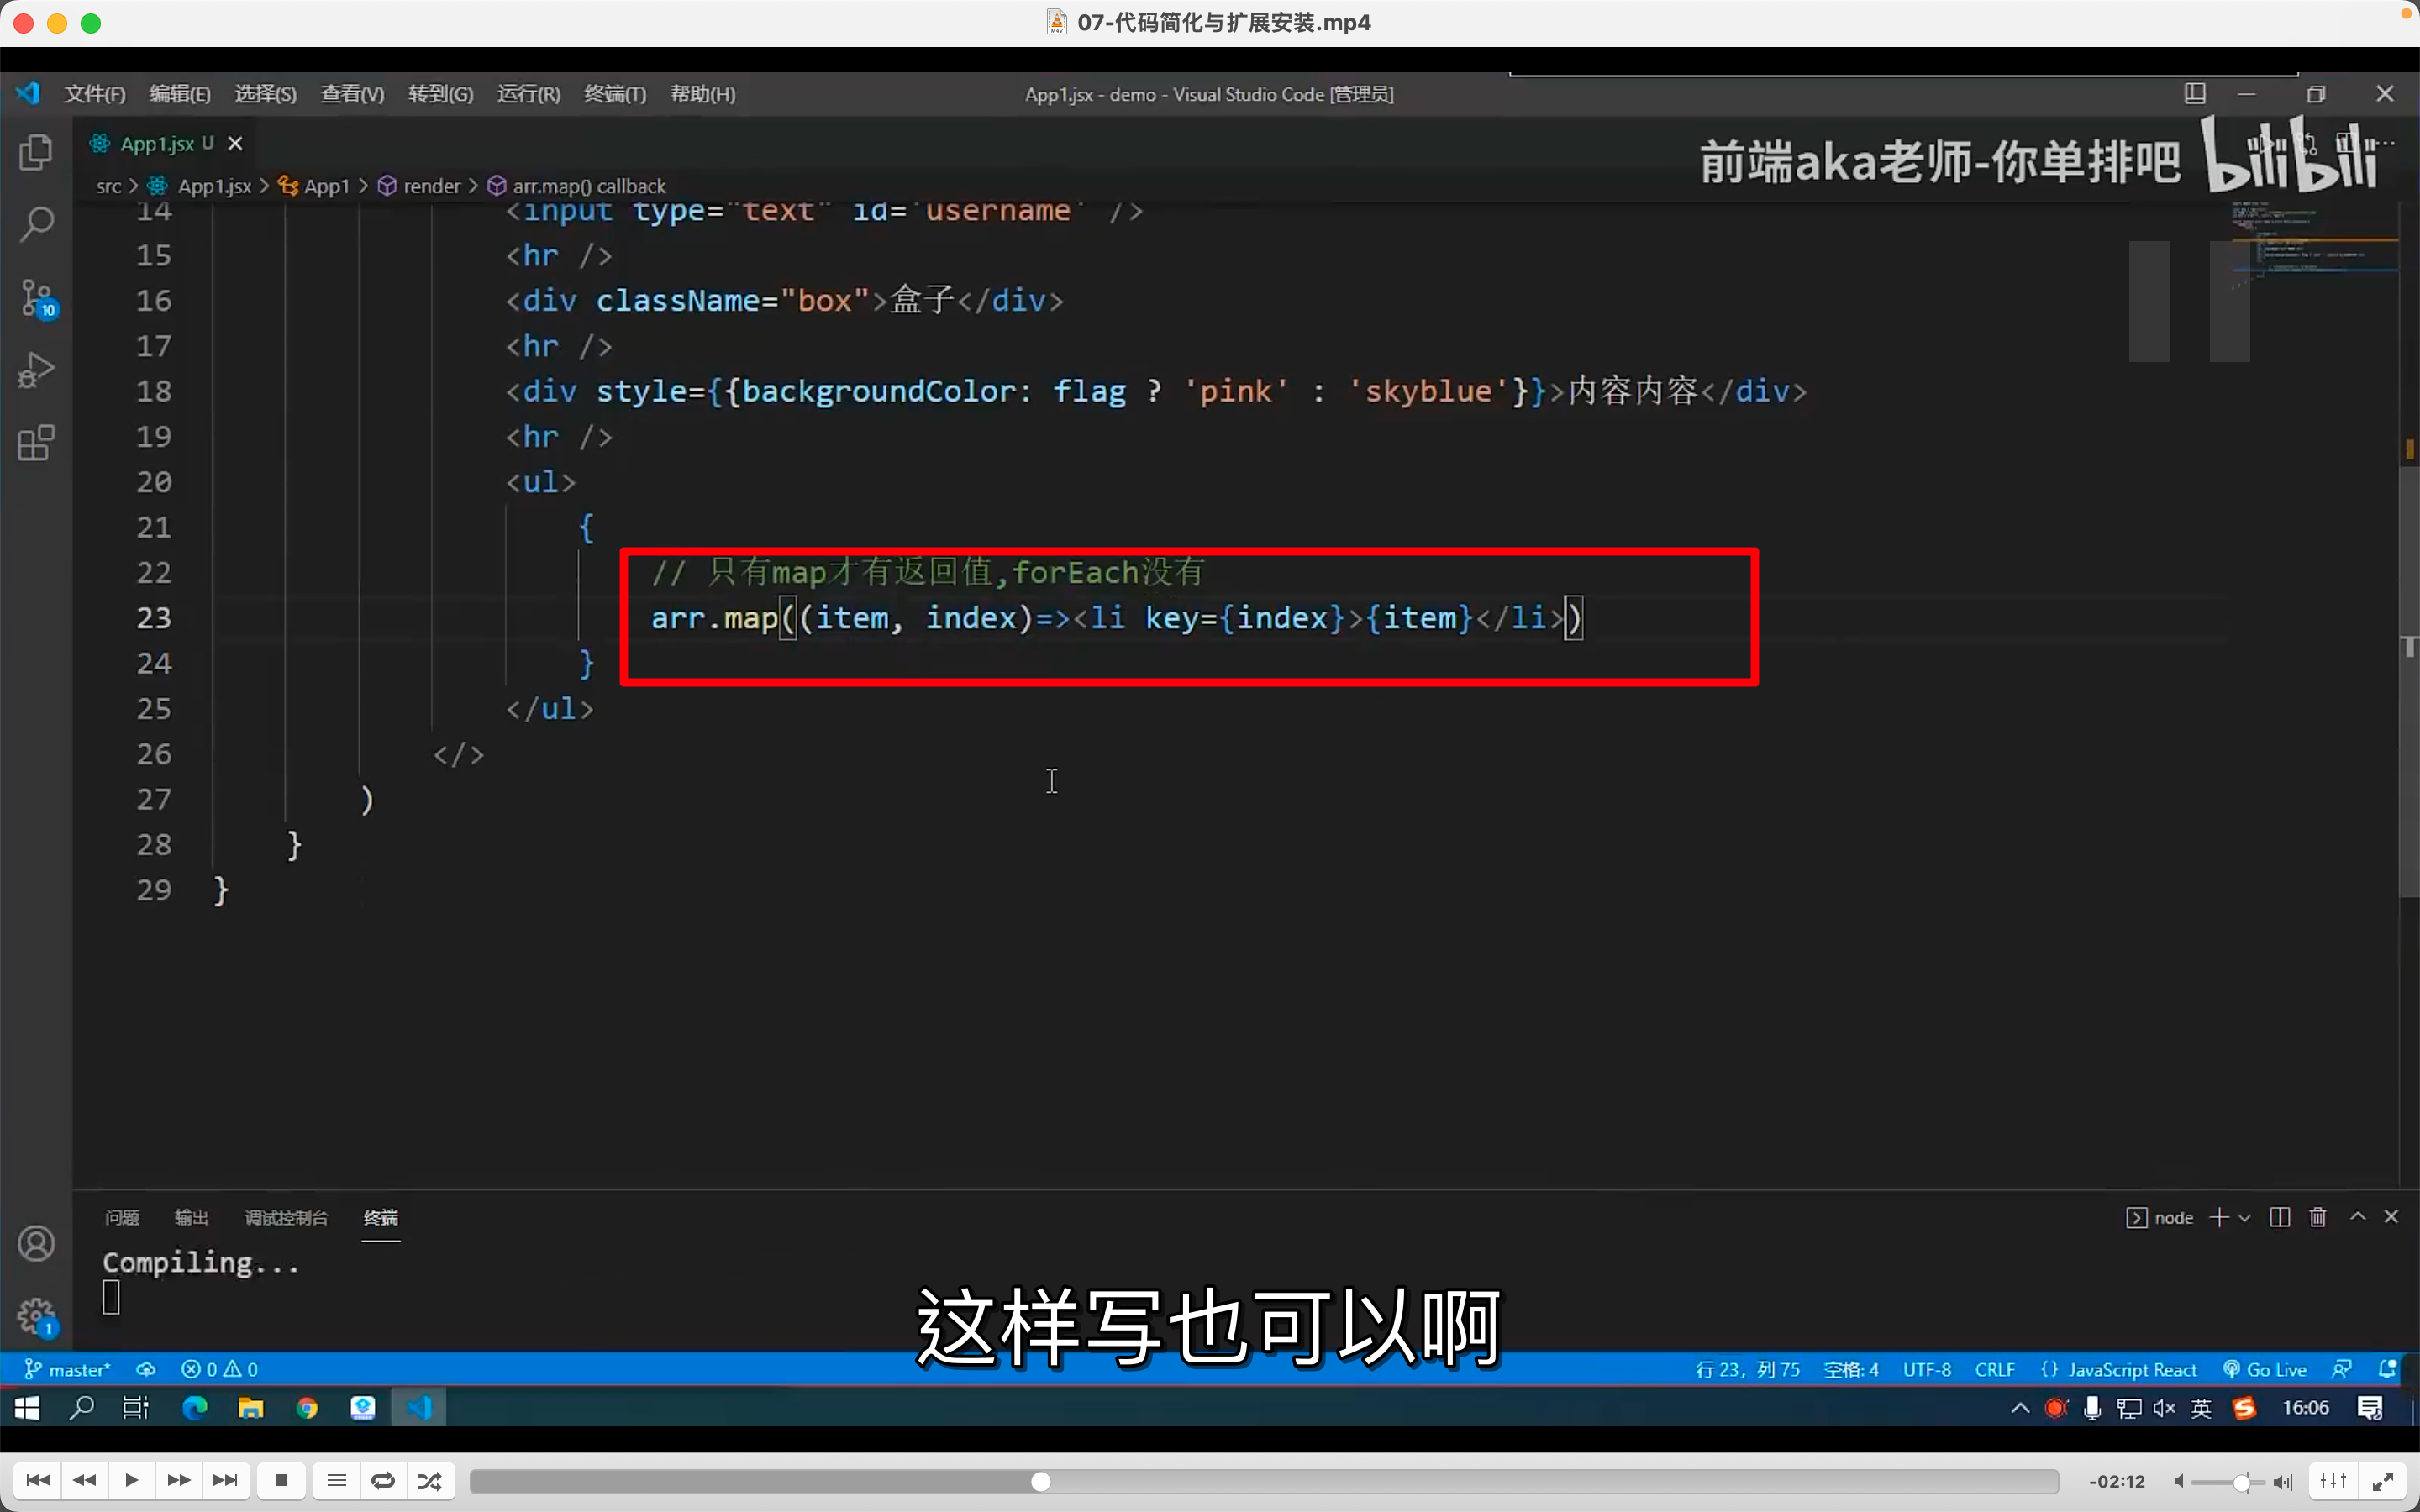 07-代码简化与扩展安装.mp4
文件(F) 编辑(E) 选择(S) 查看(V) 转到(G) 运行(R) 终端(T) 帮助(H)
App1.jsx - demo - Visual Studio Code [管理员]
App1.jsx U
前端aka老师-你单排吧 bilibili
src > App1.jsx > App1 > render > arr.map() callback
14 <input type="text" id="username" />
15 <hr />
16 <div className="box">盒子</div>
17 <hr />
18 <div style={{backgroundColor: flag ? 'pink' : 'skyblue'}}>内容内容</div>
19 <hr />
20 <ul>
21 {
22 // 只有map才有返回值,forEach没有
23 arr.map((item, index)=><li key={index}>{item}</li>)
24 }
25 </ul>
26 </>
27 )
28 }
29 }
10
1
问题 输出 调试控制台 终端
node
Compiling...
这样写也可以啊
master* 0 0
行 23，列 75 空格: 4 UTF-8 CRLF {} JavaScript React Go Live
英 16:06
-02:12